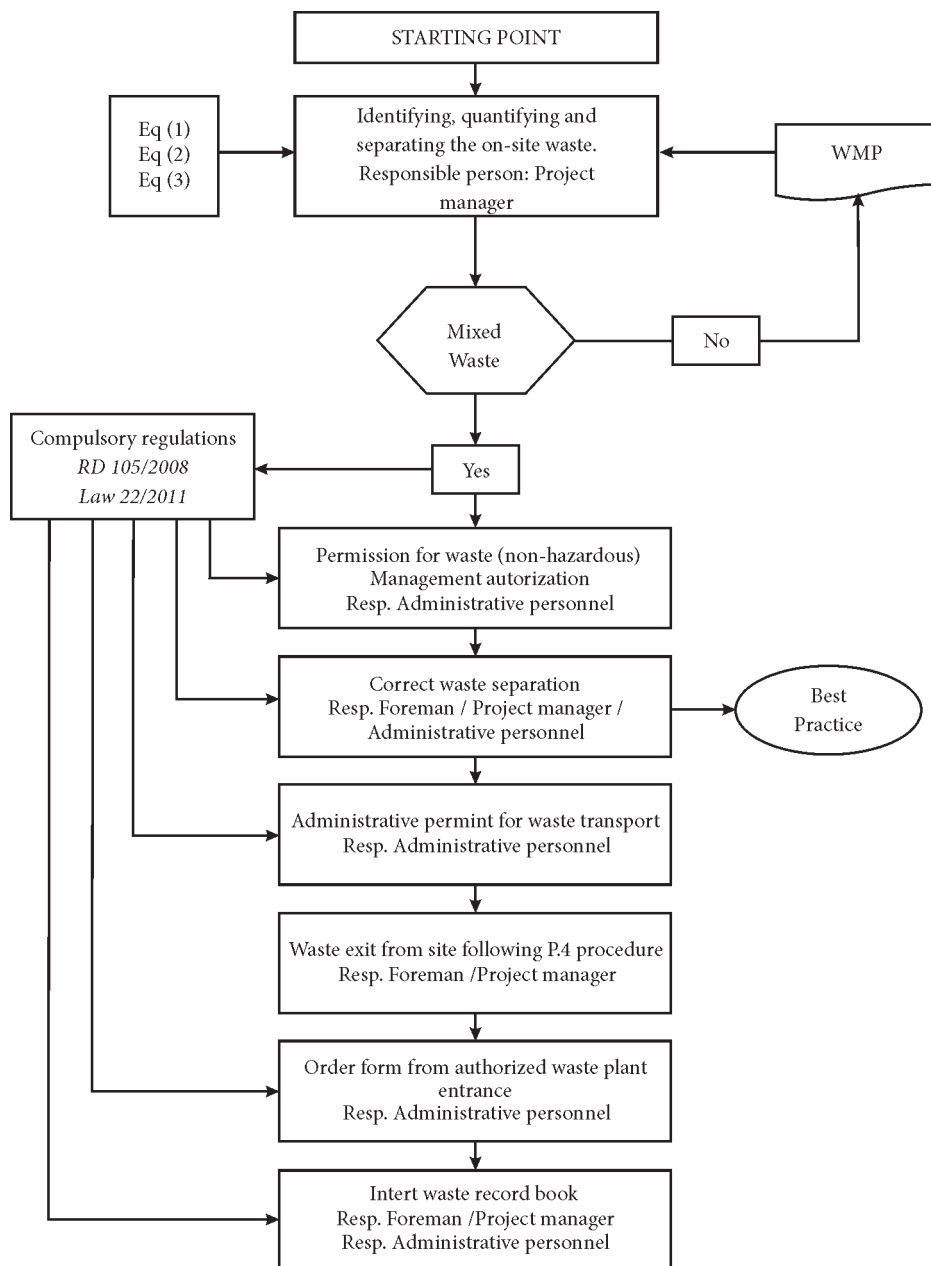 STARTING POINT
Eq (1)
Eq (2)
Eq (3)
Identifying, quantifying and
separating the on-site waste.
Responsible person: Project
manager
WMP
Mixed
Waste
No
Compulsory regulations
RD 105/2008
Law 22/2011
Yes
Permission for waste (non-hazardous)
Management autorization
Resp. Administrative personnel
Correct waste separation
Resp. Foreman / Project manager /
Administrative personnel
Best
Practice
Administrative permint for waste transport
Resp. Administrative personnel
Waste exit from site following P.4 procedure
Resp. Foreman /Project manager
Order form from authorized waste plant
entrance
Resp. Administrative personnel
Intert waste record book
Resp. Foreman /Project manager
Resp. Administrative personnel